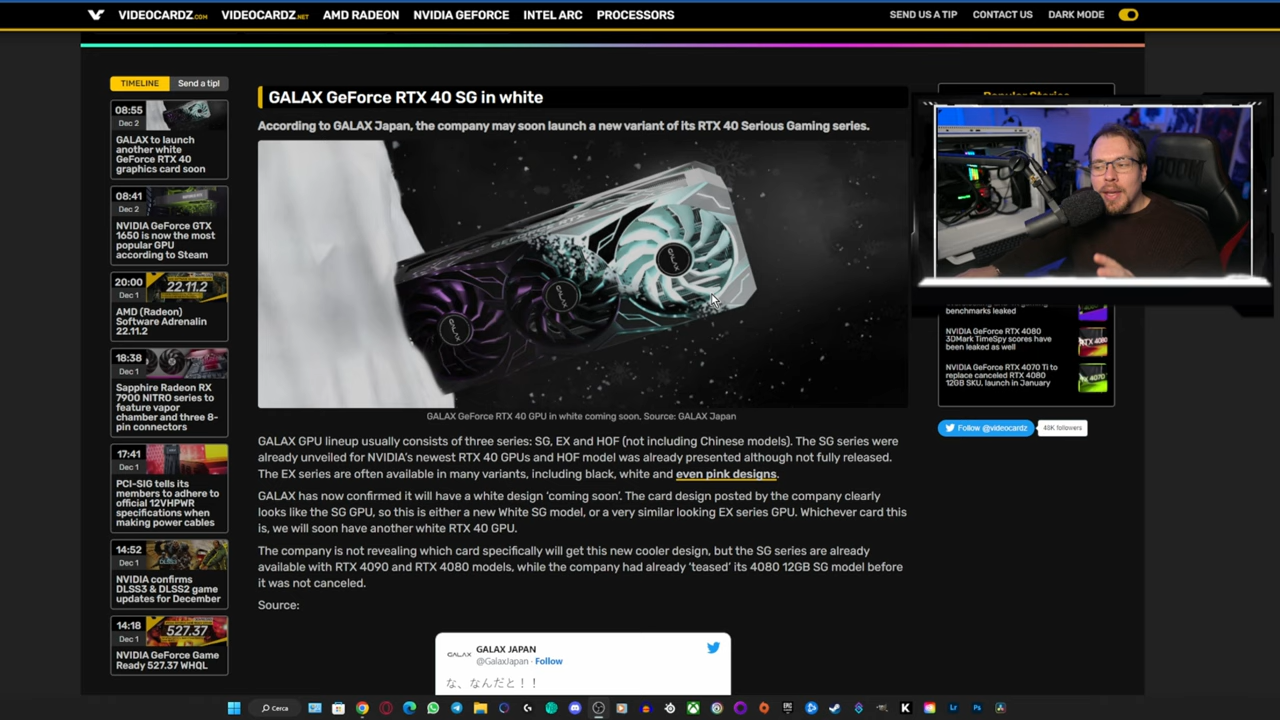 VIDEOCARDZ.COM VIDEOCARDZ.NET AMD RADEON NVIDIA GEFORCE INTEL ARC PROCESSORS SEND US A TIP CONTACT US DARK MODE
TIMELINE Send a tip!
08:55
Dec 2
GALAX to launch
another white
GeForce RTX 40
graphics card soon
08:41
Dec 2
NVIDIA GeForce GTX
1650 is now the most
popular GPU
according to Steam
20:00
Dec 1
22.11.2
AMD (Radeon)
Software Adrenalin
22.11.2
18:38
Dec 1
Sapphire Radeon RX
7900 NITRO series to
feature vapor
chamber and three 8-
pin connectors
17:41
Dec 1
PCI-SIG tells its
members to adhere to
official 12VHPWR
specifications when
making power cables
14:52
Dec 1
NVIDIA confirms
DLSS3 & DLSS2 game
updates for December
14:18
Dec 1
527.37
NVIDIA GeForce Game
Ready 527.37 WHQL
GALAX GeForce RTX 40 SG in white
According to GALAX Japan, the company may soon launch a new variant of its RTX 40 Serious Gaming series.
GALAX
GALAX
GALAX
GALAX GeForce RTX 40 GPU in white coming soon, Source: GALAX Japan
GALAX GPU lineup usually consists of three series: SG, EX and HOF (not including Chinese models). The SG series were
already unveiled for NVIDIA's newest RTX 40 GPUs and HOF model was already presented although not fully released.
The EX series are often available in many variants, including black, white and even pink designs.
GALAX has now confirmed it will have a white design 'coming soon'. The card design posted by the company clearly
looks like the SG GPU, so this is either a new White SG model, or a very similar looking EX series GPU. Whichever card this
is, we will soon have another white RTX 40 GPU.
The company is not revealing which card specifically will get this new cooler design, but the SG series are already
available with RTX 4090 and RTX 4080 models, while the company had already 'teased' its 4080 12GB SG model before
it was not canceled.
Source:
GALAX JAPAN
GALAX
@GalaxJapan · Follow
な、なんだと！！
Popular Stories
DOOM
benchmarks leaked
NVIDIA GeForce RTX 4080
3DMark TimeSpy scores have
been leaked as well
RTX 4080
NVIDIA GeForce RTX 4070 Ti to
replace canceled RTX 4080
12GB SKU, launch in January
RTX 4070
Follow @videocardz 48K followers
Cerca